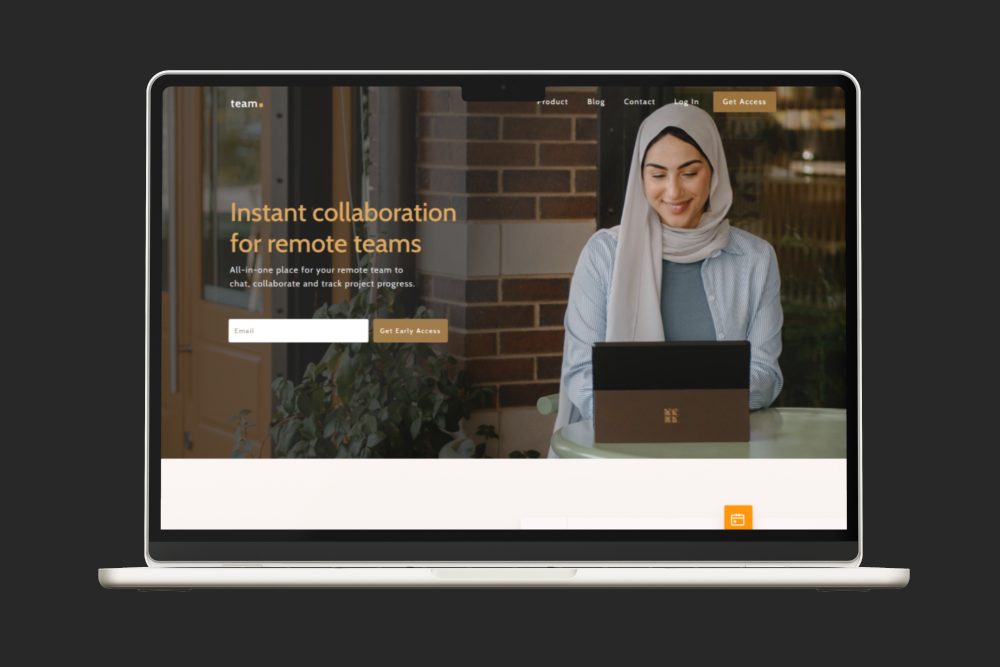 team.
Product Blog Contact Log In Get Access
Instant collaboration
for remote teams
All-in-one place for your remote team to
chat, collaborate and track project progress.
Email Get Early Access